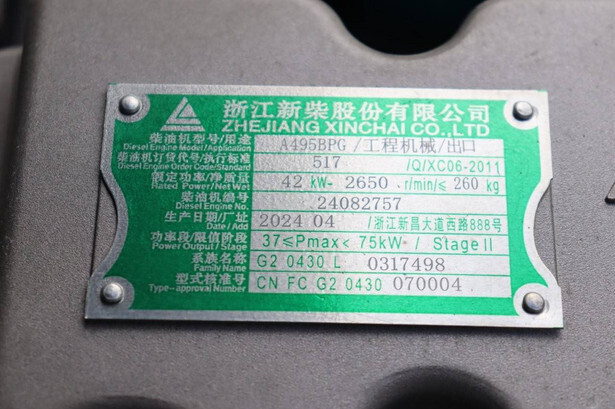 浙江新柴股份有限公司
ZHEJIANG XINCHAI CO.,LTD
柴油机型号/用途 A495BPG /工程机械/出口
Diesel Engine Model/Application
柴油机订货代号/执行标准 517 /Q/XC06-2011
Diesel Engine Order Code/Standard
额定功率/净质量 42 kW- 2650 r/min/≤ 260 kg
Rated Power/Net Wet
柴油机编号 24082757
Diesel Engine No.
生产日期/厂址 2024 04 /浙江新昌大道西路888号
Date / Add
功率段/限值阶段 37≤Pmax< 75kW· / Stage II
Power Output / Stage
系族名称 G2 0430 L 0317498
Family Name
型式核准号 CN FC G2 0430 070004
Type-approval Number